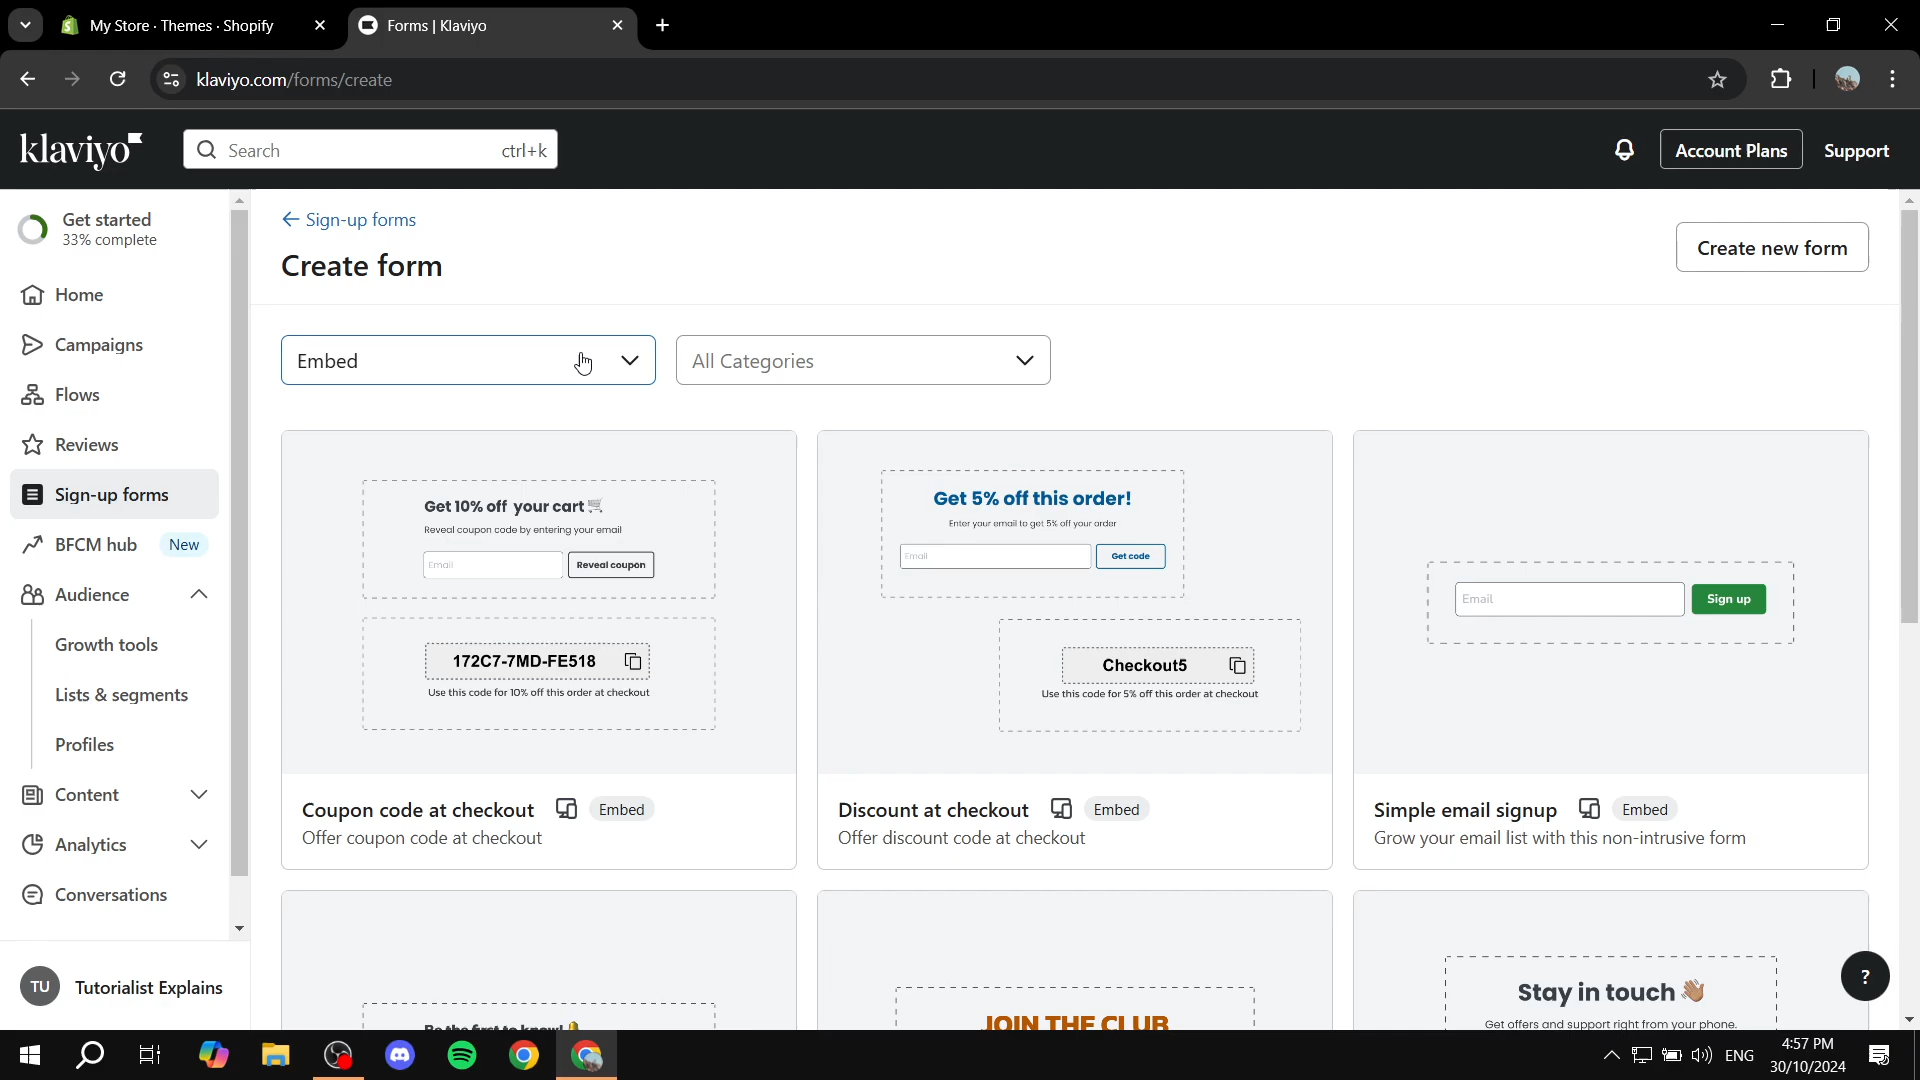 My Store · Themes · Shopify
Forms | Klaviyo
klaviyo.com/forms/create
klaviyo
Search
ctrl+k
Account Plans
Support
Get started
33% complete
Home
Campaigns
Flows
Reviews
Sign-up forms
BFCM hub
New
Audience
Growth tools
Lists & segments
Profiles
Content
Analytics
Conversations
TU
Tutorialist Explains
← Sign-up forms
Create form
Create new form
Embed
All Categories
Get 10% off your cart 🛒
Reveal coupon code by entering your email
Email
Reveal coupon
172C7-7MD-FE518
Use this code for 10% off this order at checkout
Coupon code at checkout
Embed
Offer coupon code at checkout
Get 5% off this order!
Enter your email to get 5% off your order
Email
Get code
Checkout5
Use this code for 5% off this order at checkout
Discount at checkout
Embed
Offer discount code at checkout
Email
Sign up
Simple email signup
Embed
Grow your email list with this non-intrusive form
Be the first to know! 🔔
JOIN THE CLUB
Stay in touch 👋🏽
Get offers and support right from your phone.
?
ENG
4:57 PM
30/10/2024